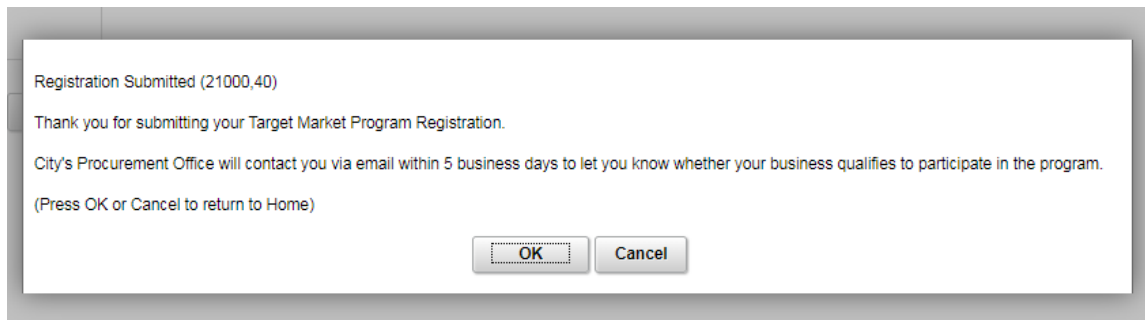 Registration Submitted (21000,40)
Thank you for submitting your Target Market Program Registration.
City's Procurement Office will contact you via email within 5 business days to let you know whether your business qualifies to participate in the program.
(Press OK or Cancel to return to Home)
OK Cancel